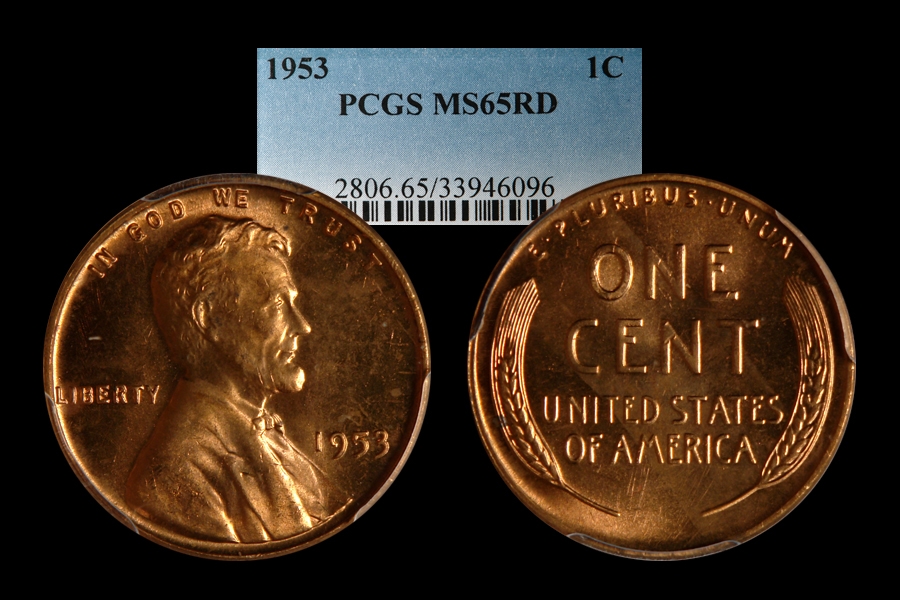 1953 1C
PCGS MS65RD
2806.65/33946096
IN GOD WE TRUST
LIBERTY
1953
E·PLURIBUS·UNUM
ONE
CENT
UNITED STATES
OF AMERICA